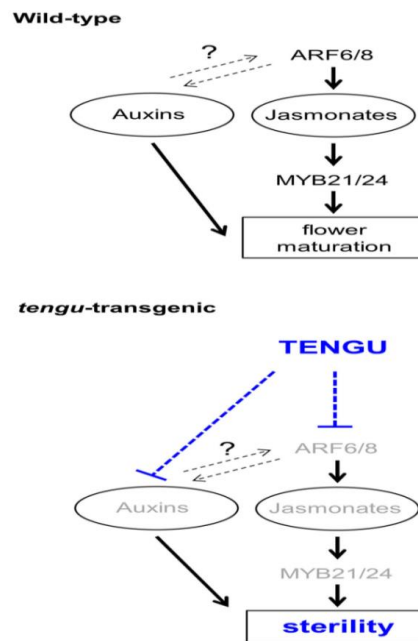 Wild-type
?
ARF6/8
Auxins
Jasmonates
MYB21/24
flower
maturation
tengu-transgenic
TENGU
?
ARF6/8
Auxins
Jasmonates
MYB21/24
sterility